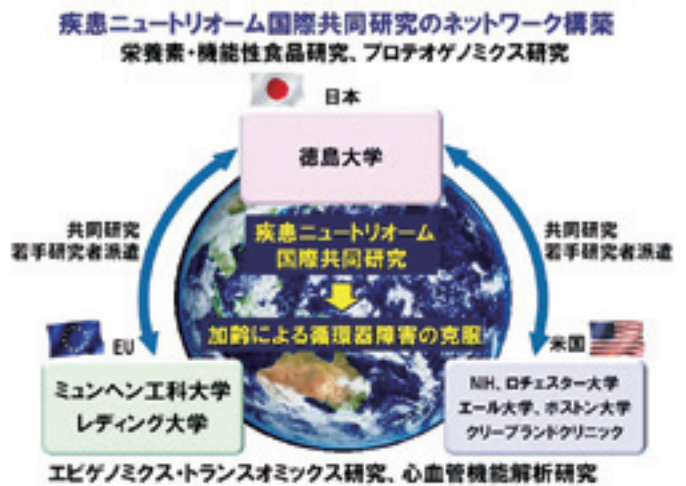 疾患ニュートリオーム国際共同研究のネットワーク構築
栄養素・機能性食品研究、プロテオゲノミクス研究
日本
徳島大学
共同研究
若手研究者派遣
疾患ニュートリオーム
国際共同研究
共同研究
若手研究者派遣
加齢による循環器障害の克服
EU
米国
ミュンヘン工科大学
レディング大学
NIH、ロチェスター大学
エール大学、ボストン大学
クリーブランドクリニック
エピゲノミクス・トランスオミックス研究、心血管機能解析研究